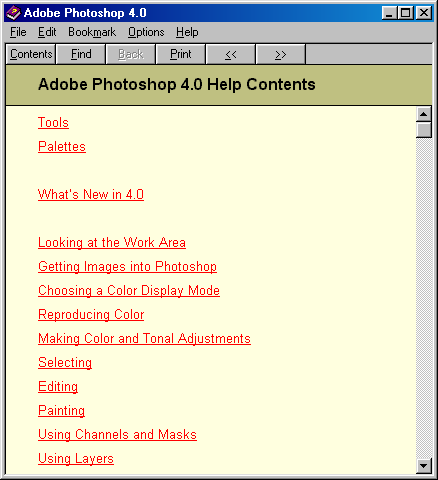 Adobe Photoshop 4.0
File Edit Bookmark Options Help
Contents Find Back Print << >>
Adobe Photoshop 4.0 Help Contents
Tools
Palettes
What's New in 4.0
Looking at the Work Area
Getting Images into Photoshop
Choosing a Color Display Mode
Reproducing Color
Making Color and Tonal Adjustments
Selecting
Editing
Painting
Using Channels and Masks
Using Layers